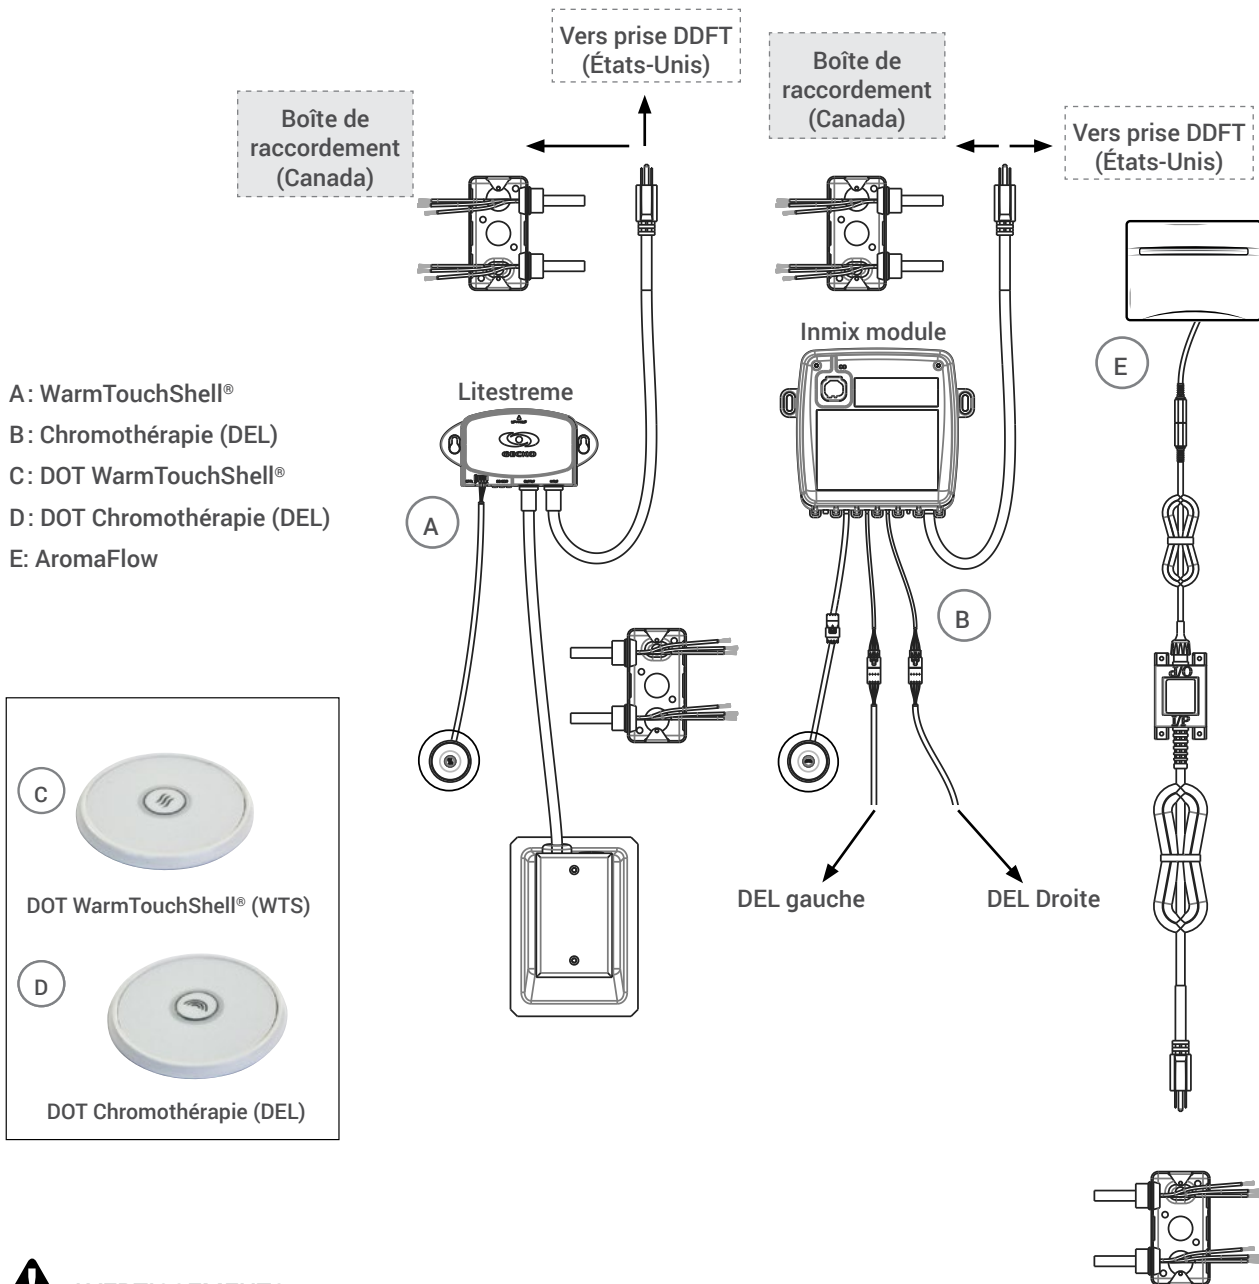 Vers prise DDFT
(États-Unis)
Boîte de
raccordement
(Canada)
Boîte de
raccordement
(Canada)
Vers prise DDFT
(États-Unis)
Inmix module
E
Litestreme
A: WarmTouchShell®
B: Chromothérapie (DEL)
C: DOT WarmTouchShell®
D: DOT Chromothérapie (DEL)
E: AromaFlow
GECKO
A
B
O/P
I/P
C
DOT WarmTouchShell® (WTS)
D
DOT Chromothérapie (DEL)
DEL gauche
DEL Droite